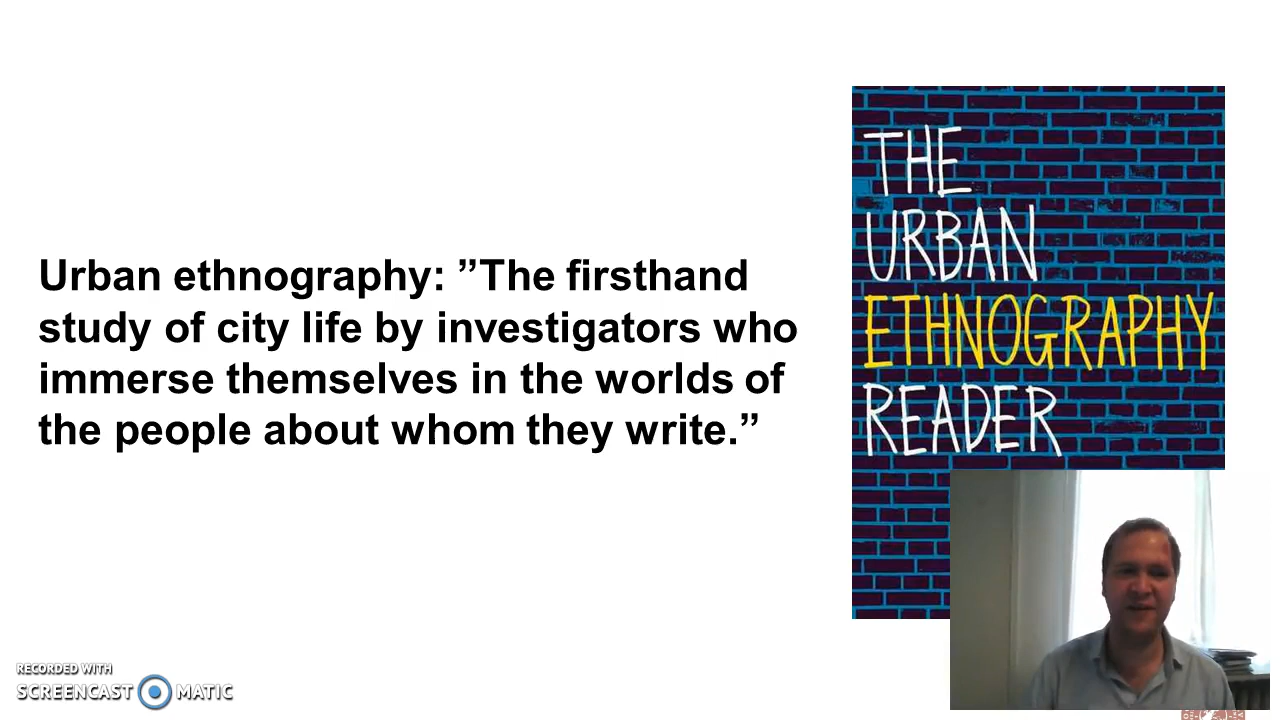 Urban ethnography: ”The firsthand
study of city life by investigators who
immerse themselves in the worlds of
the people about whom they write.”
THE
URBAN
ETHNOGRAPHY
READER
RECORDED WITH
SCREENCAST MATIC